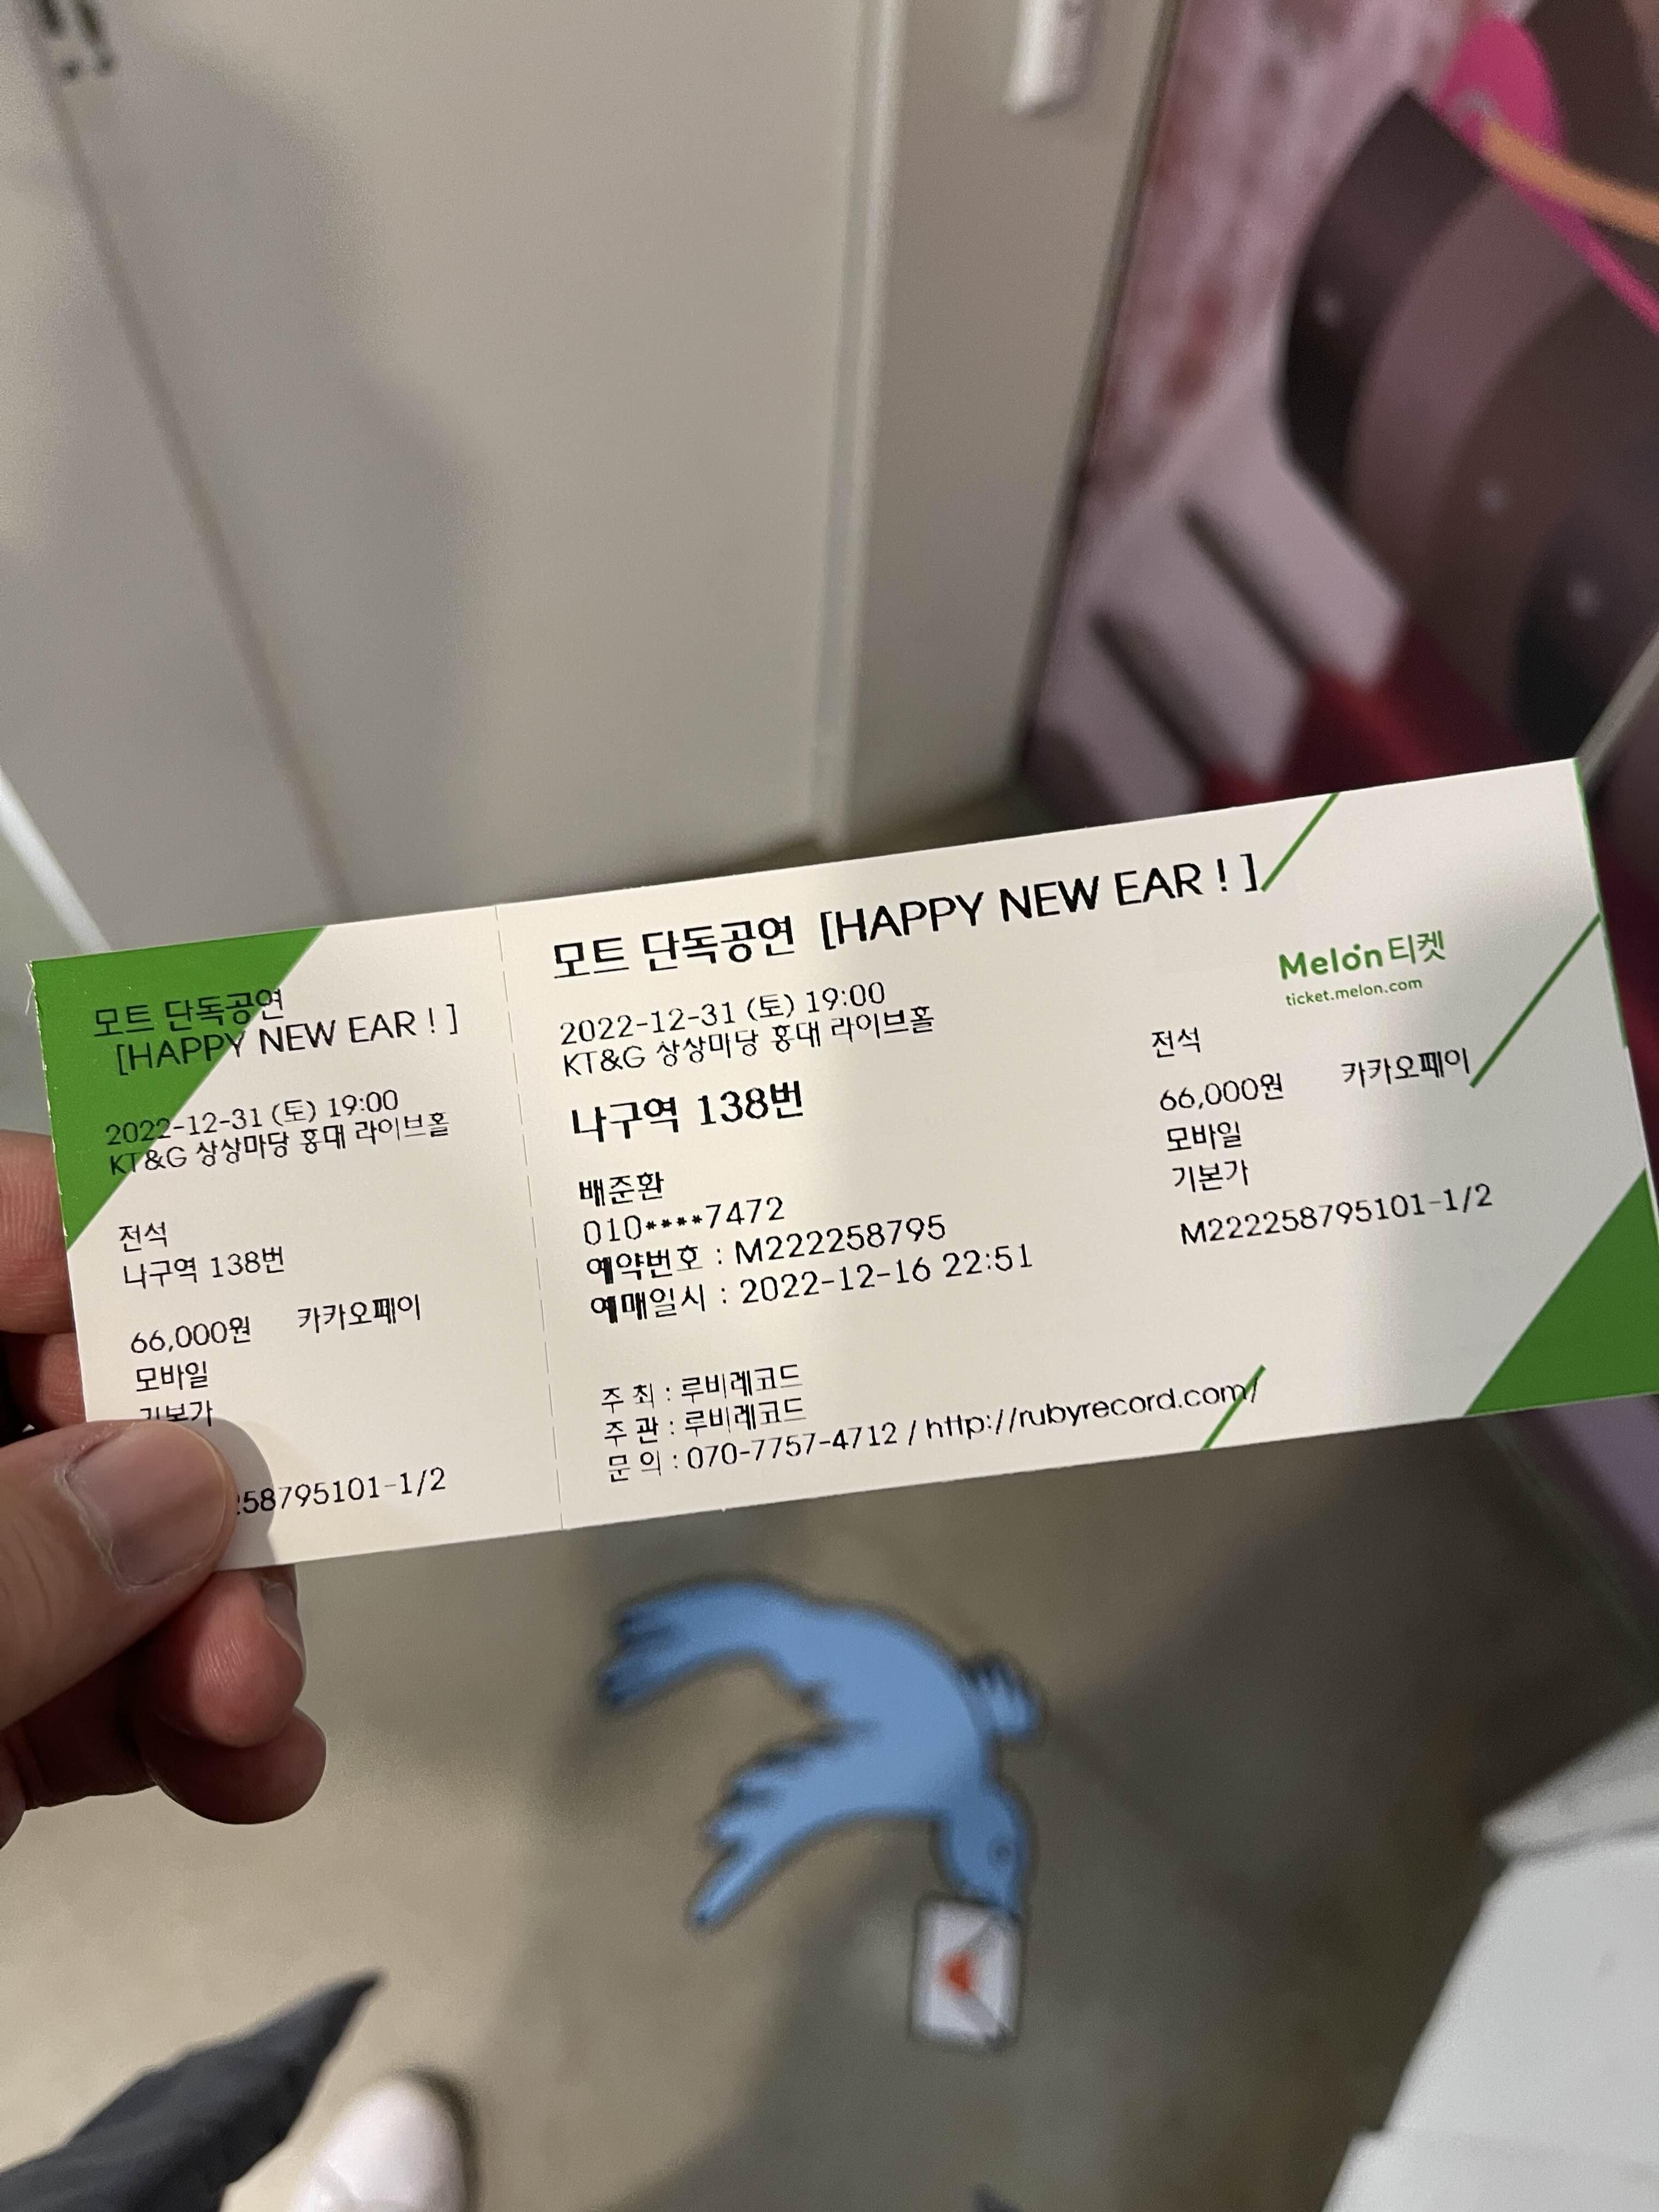 모트 단독공연
[HAPPY NEW EAR ! ]
2022-12-31 (토) 19:00
KT&G 상상마당 홍대 라이브홀
전석
나구역 138번
66,000원 카카오페이
모바일
기본가
258795101-1/2
모트 단독공연 [HAPPY NEW EAR ! ]
2022-12-31 (토) 19:00
KT&G 상상마당 홍대 라이브홀
나구역 138번
배준환
010****7472
예약번호 : M222258795
예매일시 : 2022-12-16 22:51
주 최 : 루비레코드
주 관 : 루비레코드
문 의 : 070-7757-4712 / http://rubyrecord.com/
Melon 티켓
ticket.melon.com
전석
66,000원 카카오페이
모바일
기본가
M222258795101-1/2